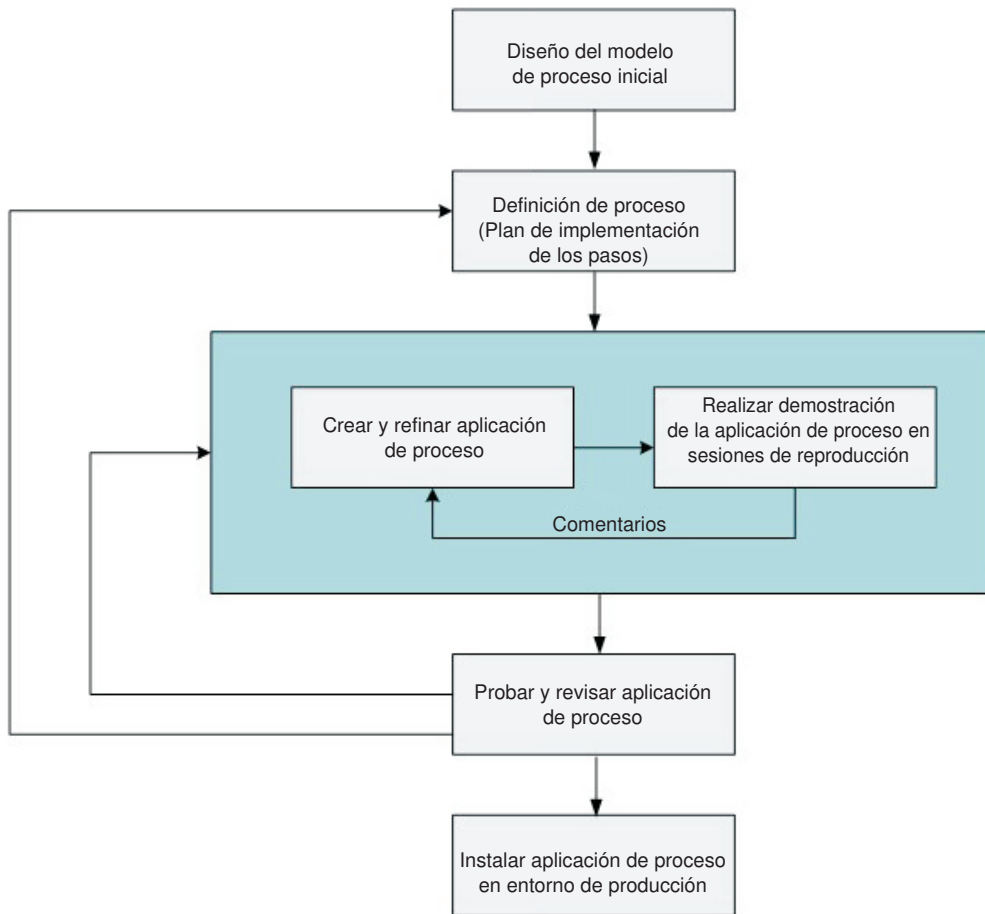 Diseño del modelo
de proceso inicial
Definición de proceso
(Plan de implementación
de los pasos)
Crear y refinar aplicación
de proceso
Realizar demostración
de la aplicación de proceso en
sesiones de reproducción
Comentarios
Probar y revisar aplicación
de proceso
Instalar aplicación de proceso
en entorno de producción